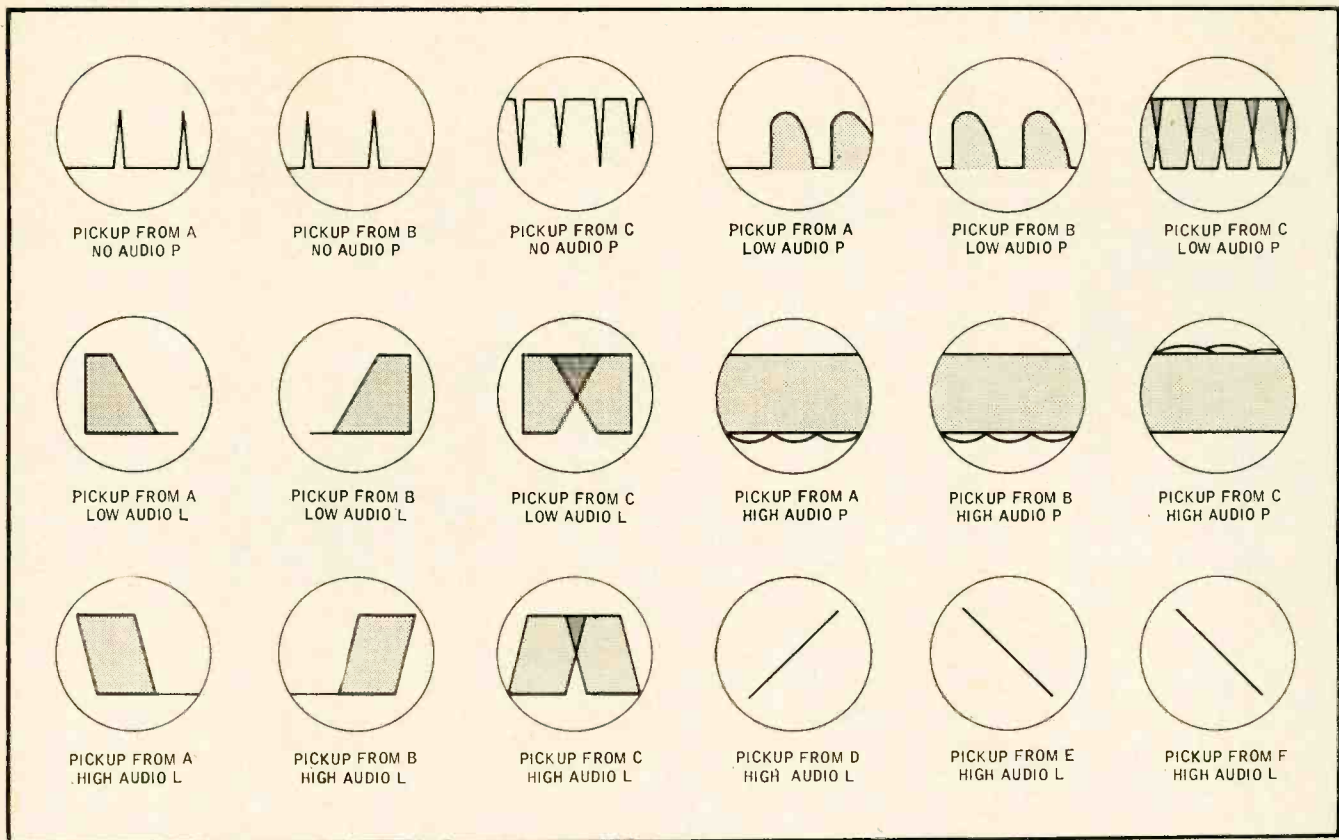 PICKUP FROM A
NO AUDIO P
PICKUP FROM B
NO AUDIO P
PICKUP FROM C
NO AUDIO P
PICKUP FROM A
LOW AUDIO P
PICKUP FROM B
LOW AUDIO P
PICKUP FROM C
LOW AUDIO P
PICKUP FROM A
LOW AUDIO L
PICKUP FROM B
LOW AUDIO L
PICKUP FROM C
LOW AUDIO L
PICKUP FROM A
HIGH AUDIO P
PICKUP FROM B
HIGH AUDIO P
PICKUP FROM C
HIGH AUDIO P
PICKUP FROM A
HIGH AUDIO L
PICKUP FROM B
HIGH AUDIO L
PICKUP FROM C
HIGH AUDIO L
PICKUP FROM D
HIGH AUDIO L
PICKUP FROM E
HIGH AUDIO L
PICKUP FROM F
HIGH AUDIO L